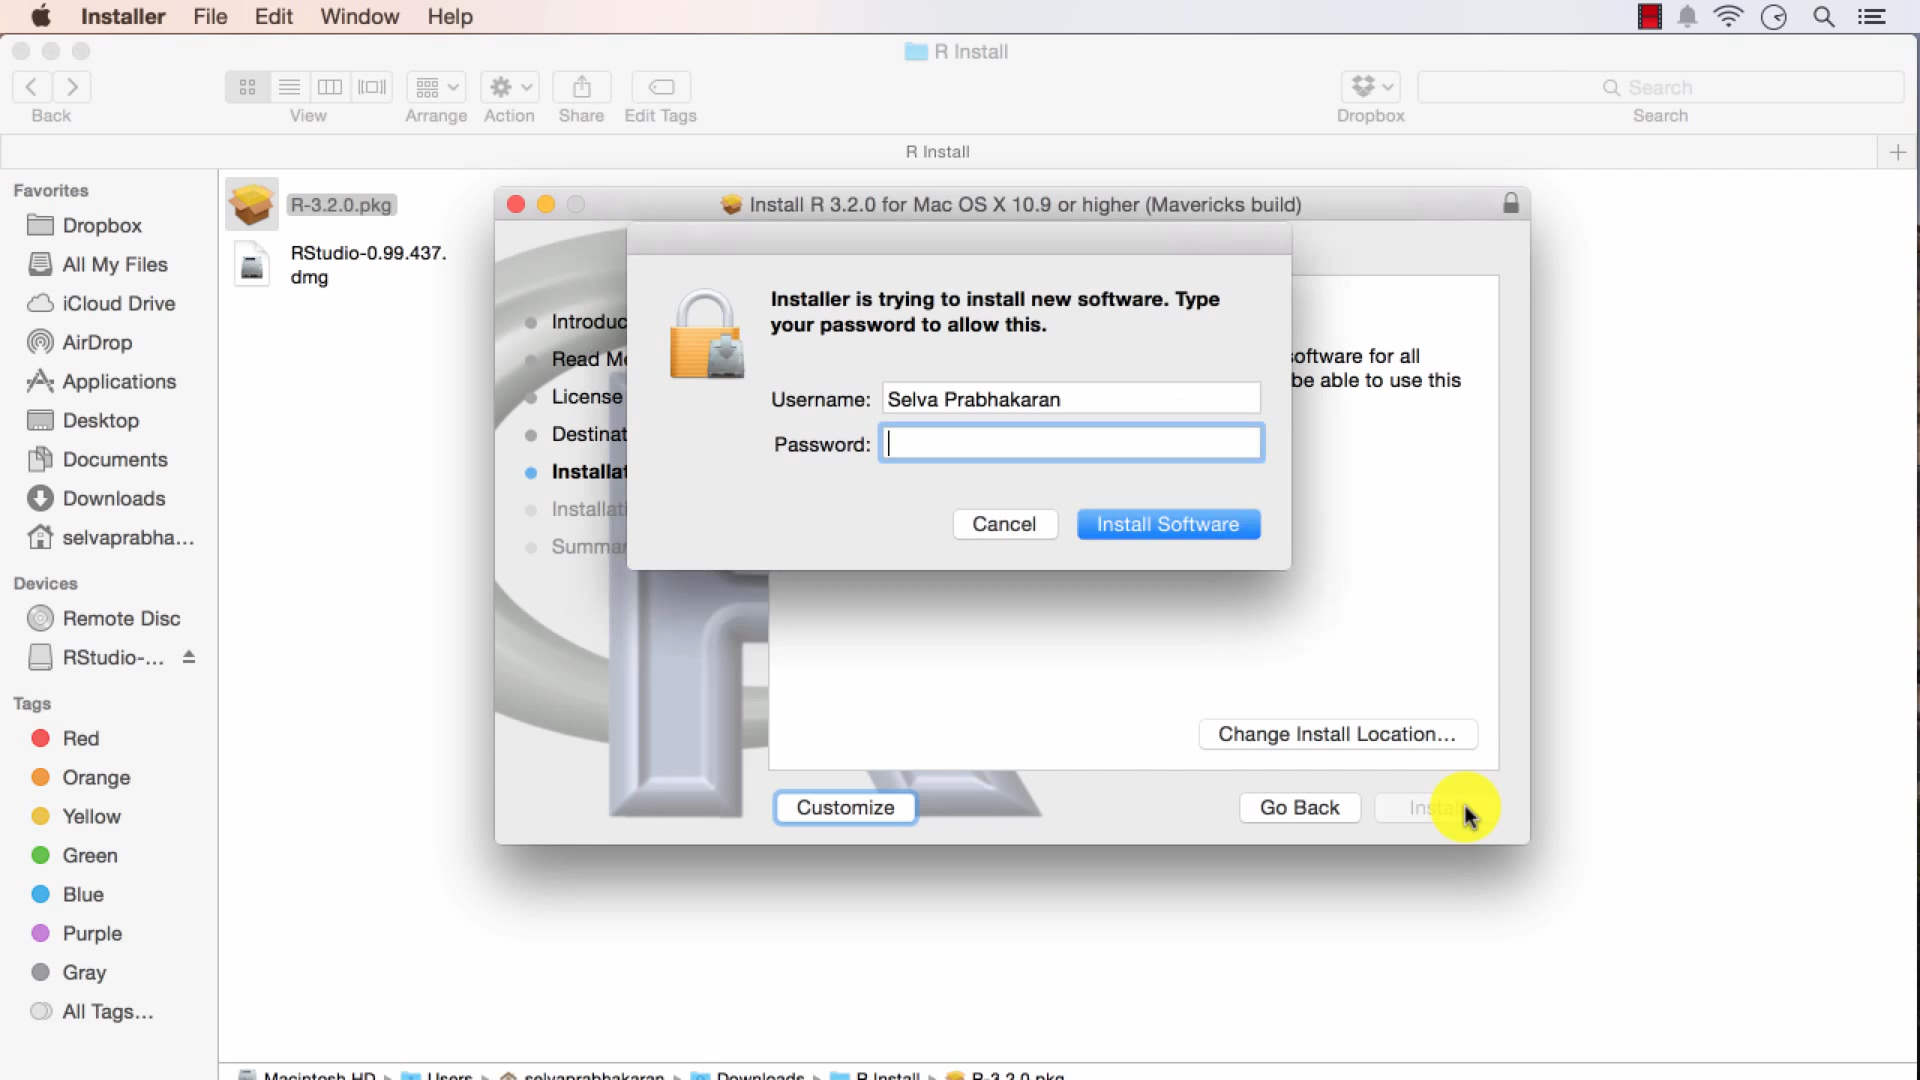 Installer File Edit Window Help
R Install
Back View Arrange Action Share Edit Tags Dropbox Search
Search
R Install
Favorites
Dropbox
All My Files
iCloud Drive
AirDrop
Applications
Desktop
Documents
Downloads
selvaprabha...
Devices
Remote Disc
RStudio-...
Tags
Red
Orange
Yellow
Green
Blue
Purple
Gray
All Tags...
R-3.2.0.pkg
RStudio-0.99.437.
dmg
Install R 3.2.0 for Mac OS X 10.9 or higher (Mavericks build)
Introduc
Read Me
License
Destinat
Installat
Installati
Summar
Installer is trying to install new software. Type
your password to allow this.
Username: Selva Prabhakaran
Password:
Cancel Install Software
software for all
be able to use this
Change Install Location...
Customize Go Back Install
Macintosh HD Users selvaprabhakaran Downloads R Install R-3.2.0.pkg